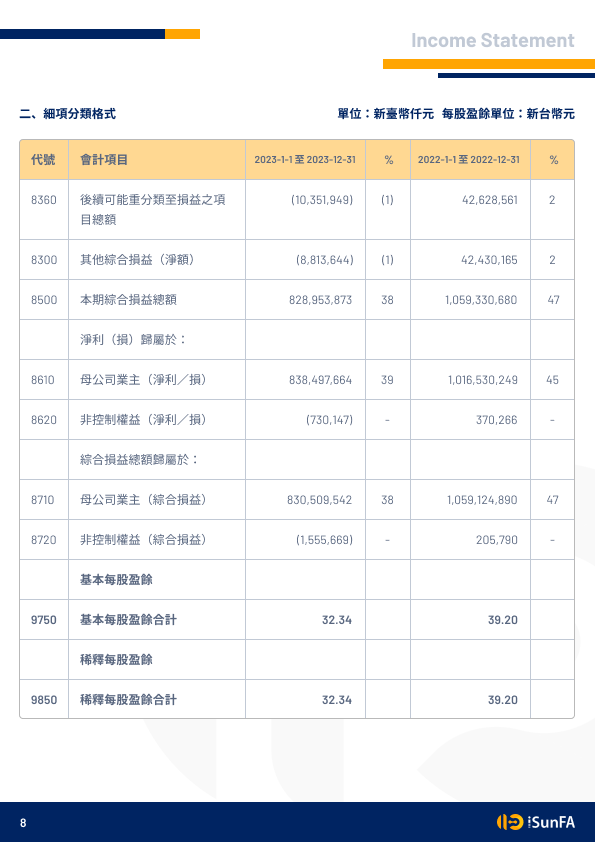 Income Statement
二、細項分類格式
單位：新臺幣仟元 每股盈餘單位：新台幣元
代號 會計項目 2023-1-1 至 2023-12-31 % 2022-1-1 至 2022-12-31 %
8360 後續可能重分類至損益之項 (10,351,949) (1) 42,628,561 2
目總額
8300 其他綜合損益（淨額） (8,813,644) (1) 42,430,165 2
8500 本期綜合損益總額 828,953,873 38 1,059,330,680 47
淨利（損）歸屬於：
8610 母公司業主（淨利／損） 838,497,664 39 1,016,530,249 45
8620 非控制權益（淨利／損） (730,147) - 370,266 -
綜合損益總額歸屬於：
8710 母公司業主（綜合損益） 830,509,542 38 1,059,124,890 47
8720 非控制權益（綜合損益） (1,555,669) - 205,790 -
基本每股盈餘
9750 基本每股盈餘合計 32.34 39.20
稀釋每股盈餘
9850 稀釋每股盈餘合計 32.34 39.20
8
iSunFA